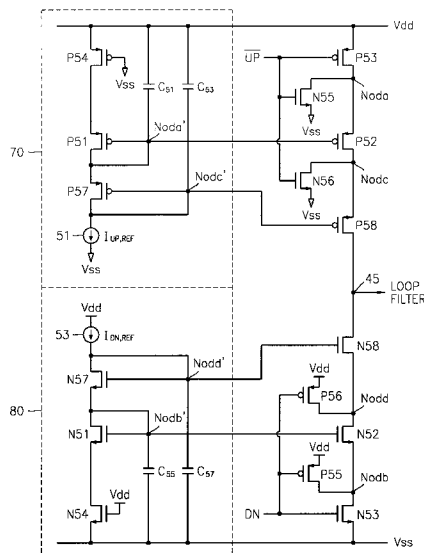 Vdd
P54
Vss
C51
C53
UP
P53
Noda
N55
Vss
Noda'
P51
P52
70
Nodc'
Nodc
P57
N56
Vss
P58
51
IUP,REF
Vss
45
LOOP FILTER
Vdd
53
IDN,REF
Nodd'
N58
N57
Vdd
P56
Nodd
80
Nodb'
N51
N52
Vdd
P55
Nodb
C55
C57
Vdd
N54
DN
N53
Vss